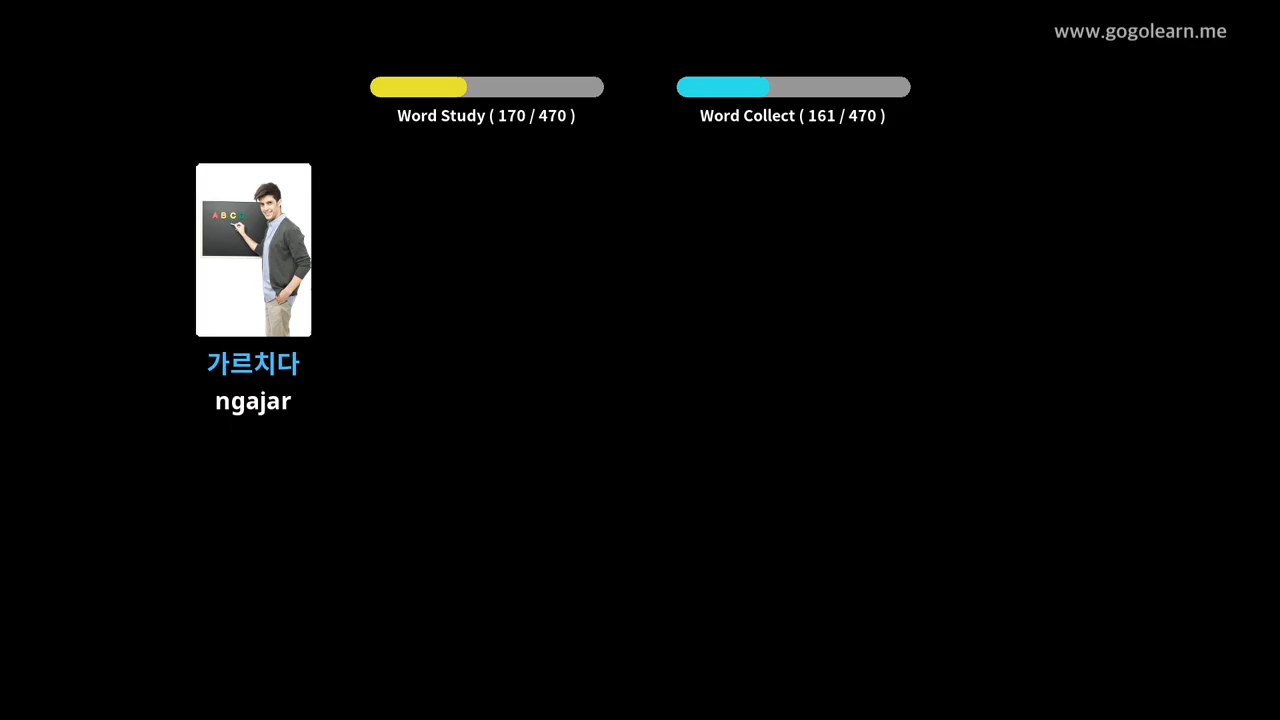 www.gogolearn.me
Word Study ( 170 / 470 )
Word Collect ( 161 / 470 )
A B C D
가르치다
ngajar